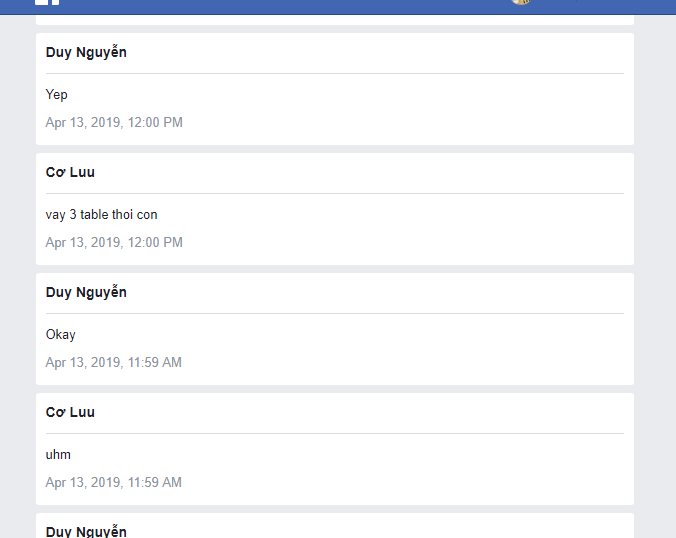 Duy Nguyễn
Yep
Apr 13, 2019, 12:00 PM
Cơ Luu
vay 3 table thoi con
Apr 13, 2019, 12:00 PM
Duy Nguyễn
Okay
Apr 13, 2019, 11:59 AM
Cơ Luu
uhm
Apr 13, 2019, 11:59 AM
Duy Nguyễn